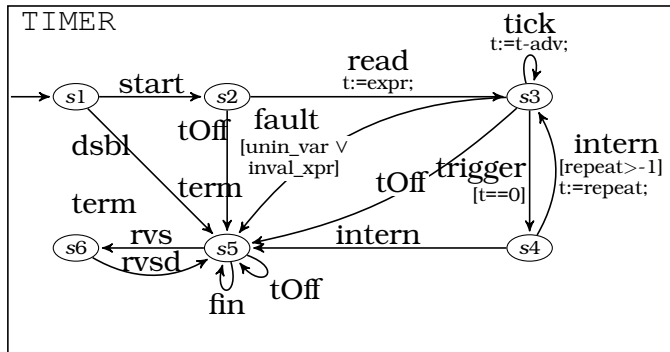 TIMER
tick
t:=t-adv;
start
read
t:=expr;
s1
s2
s3
dsbl
tOff
fault
[unin_var ∨
inval_xpr]
intern
[repeat>-1]
t:=repeat;
trigger
[t==0]
term
tOff
term
rvs
intern
s6
s5
s4
rvsd
tOff
fin